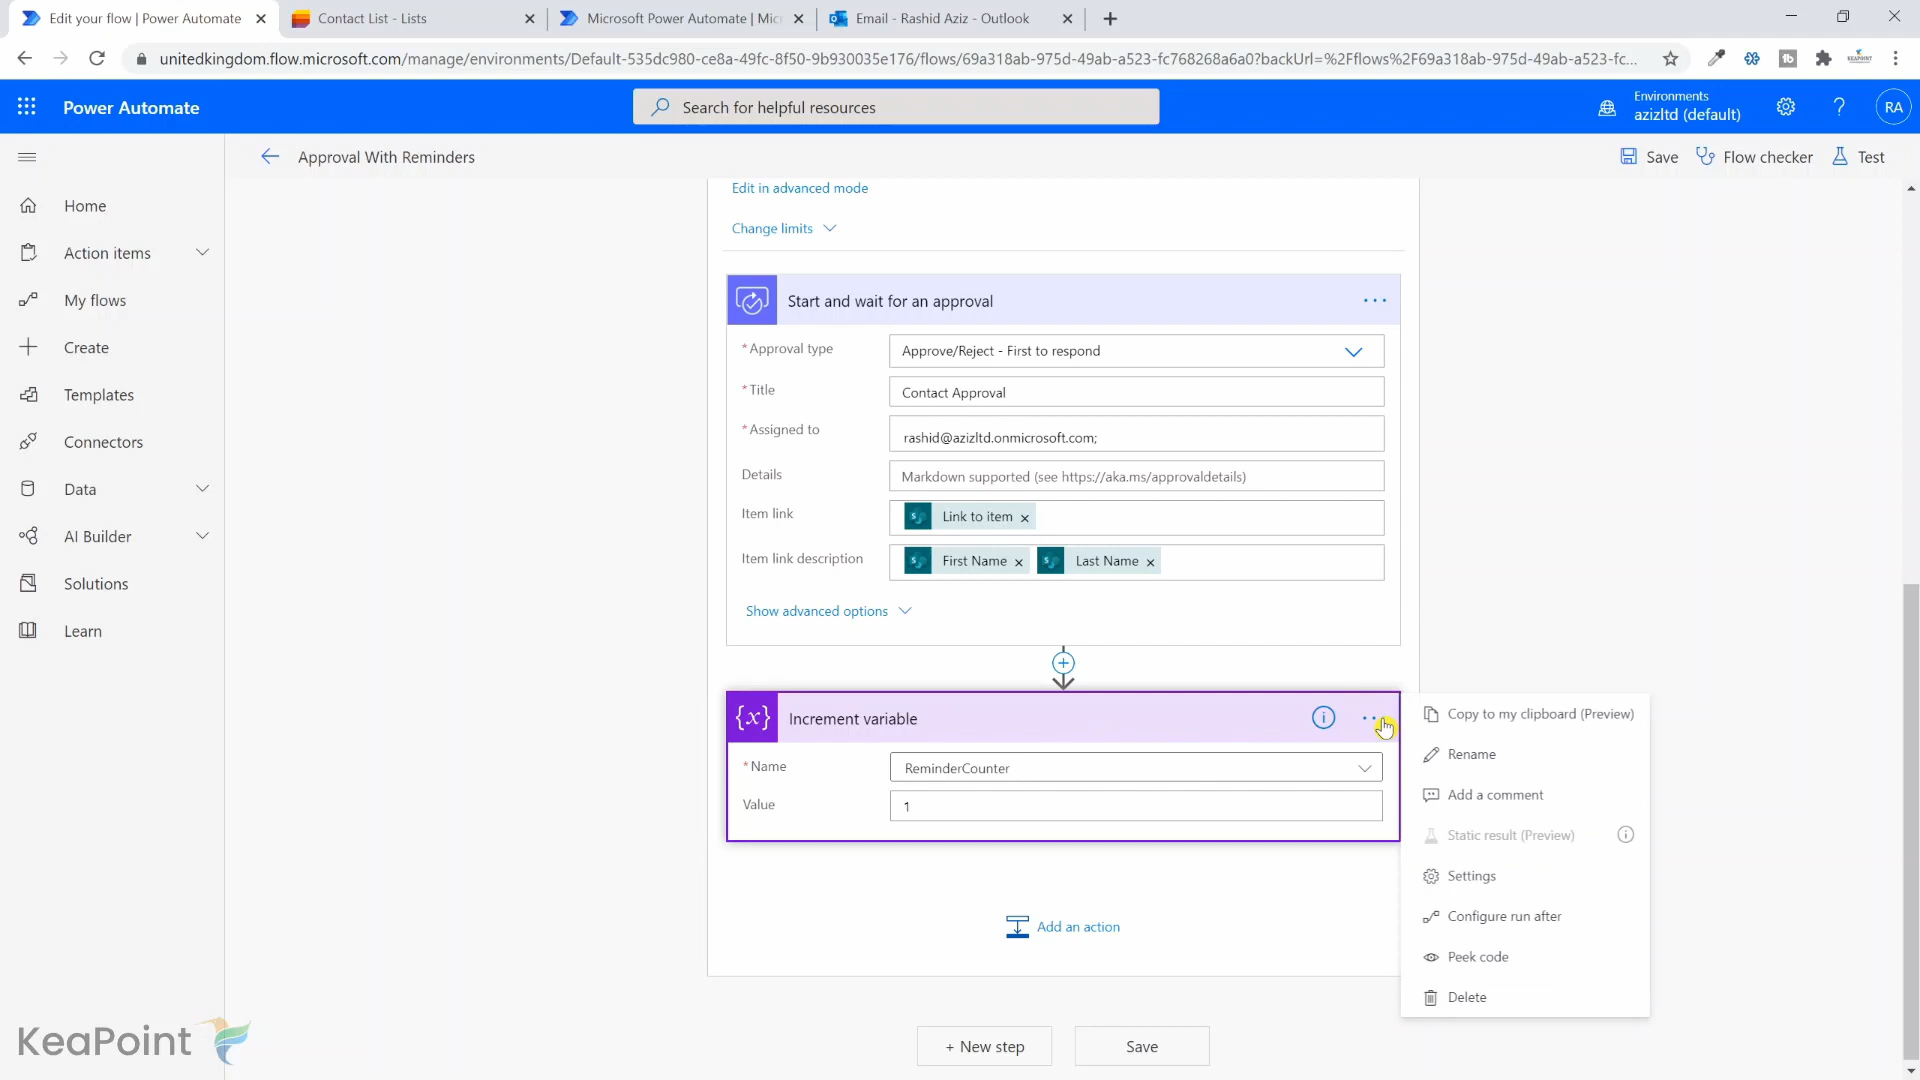 Edit your flow | Power Automate
Contact List - Lists
Microsoft Power Automate | Mic
Email - Rashid Aziz - Outlook
unitedkingdom.flow.microsoft.com/manage/environments/Default-535dc980-ce8a-49fc-8f50-9b930035e176/flows/69a318ab-975d-49ab-a523-fc768268a6a0?backUrl=%2Fflows%2F69a318ab-975d-49ab-a523-fc...
Power Automate
Search for helpful resources
Environments
azizltd (default)
RA
Approval With Reminders
Save
Flow checker
Test
Home
Action items
My flows
Create
Templates
Connectors
Data
AI Builder
Solutions
Learn
Edit in advanced mode
Change limits
Start and wait for an approval
*Approval type
Approve/Reject - First to respond
*Title
Contact Approval
*Assigned to
rashid@azizltd.onmicrosoft.com;
Details
Markdown supported (see https://aka.ms/approvaldetails)
Item link
Link to item
Item link description
First Name
Last Name
Show advanced options
{x} Increment variable
*Name
ReminderCounter
Value
1
Copy to my clipboard (Preview)
Rename
Add a comment
Static result (Preview)
Settings
Configure run after
Peek code
Delete
Add an action
+ New step
Save
KeaPoint